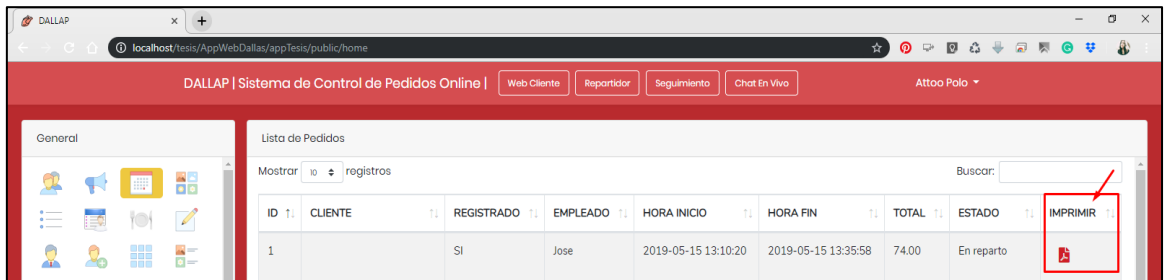 DALLAP
localhost/tesis/AppWebDallas/appTesis/public/home
DALLAP | Sistema de Control de Pedidos Online | Web Cliente Repartidor Seguimiento Chat En Vivo Attoo Polo
General
Lista de Pedidos
Mostrar 10 registros Buscar:
ID CLIENTE REGISTRADO EMPLEADO HORA INICIO HORA FIN TOTAL ESTADO IMPRIMIR
1 SI Jose 2019-05-15 13:10:20 2019-05-15 13:35:58 74.00 En reparto